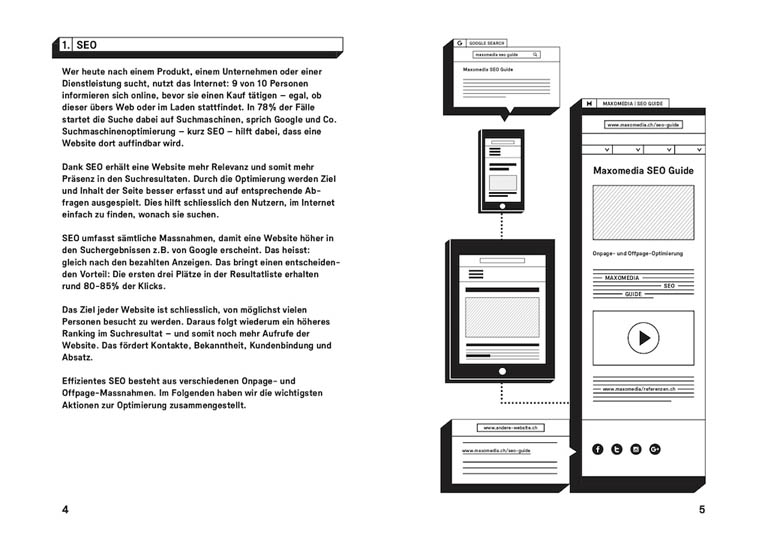 1. SEO
Wer heute nach einem Produkt, einem Unternehmen oder einer
Dienstleistung sucht, nutzt das Internet: 9 von 10 Personen
informieren sich online, bevor sie einen Kauf tätigen – egal, ob
dieser übers Web oder im Laden stattfindet. In 78% der Fälle
startet die Suche dabei auf Suchmaschinen, sprich Google und Co.
Suchmaschinenoptimierung – kurz SEO – hilft dabei, dass eine
Website dort auffindbar wird.
Dank SEO erhält eine Website mehr Relevanz und somit mehr
Präsenz in den Suchresultaten. Durch die Optimierung werden Ziel
und Inhalt der Seite besser erfasst und auf entsprechende Ab-
fragen ausgespielt. Dies hilft schliesslich den Nutzern, im Internet
einfach zu finden, wonach sie suchen.
SEO umfasst sämtliche Massnahmen, damit eine Website höher in
den Suchergebnissen z.B. von Google erscheint. Das heisst:
gleich nach den bezahlten Anzeigen. Das bringt einen entscheiden-
den Vorteil: Die ersten drei Plätze in der Resultatliste erhalten
rund 80-85% der Klicks.
Das Ziel jeder Website ist schliesslich, von möglichst vielen
Personen besucht zu werden. Daraus folgt wiederum ein höheres
Ranking im Suchresultat – und somit noch mehr Aufrufe der
Website. Das fördert Kontakte, Bekanntheit, Kundenbindung und
Absatz.
Effizientes SEO besteht aus verschiedenen Onpage- und
Offpage-Massnahmen. Im Folgenden haben wir die wichtigsten
Aktionen zur Optimierung zusammengestellt.
4
G GOOGLE SEARCH
maxomedia seo guide
Maxomedia SEO Guide
M MAXOMEDIA | SEO GUIDE
www.maxomedia.ch/seo-guide
Maxomedia SEO Guide
Onpage- und Offpage-Optimierung
MAXOMEDIA
SEO
GUIDE
www.maxomedia/referenzen.ch
www.andere-website.ch
www.maxomedia.ch/seo-guide
5